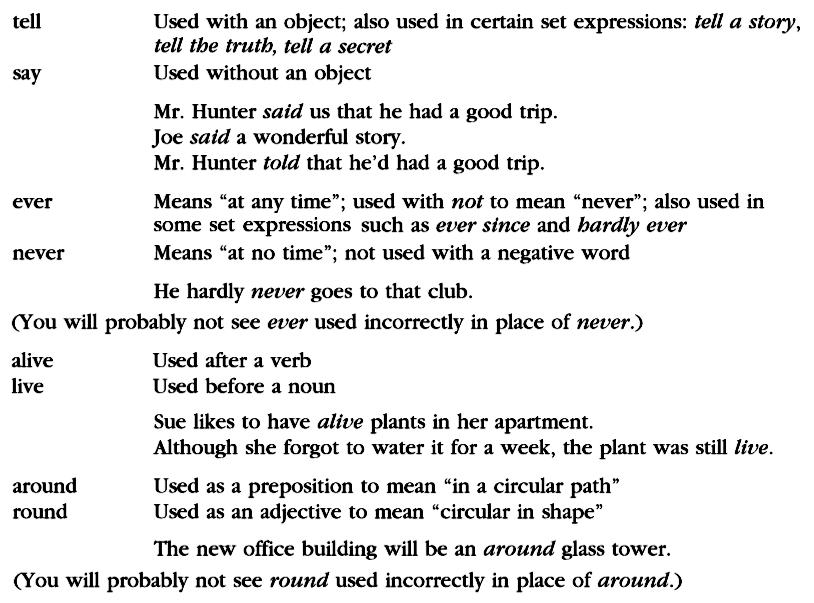 tell Used with an object; also used in certain set expressions: tell a story,
tell the truth, tell a secret
say Used without an object
Mr. Hunter said us that he had a good trip.
Joe said a wonderful story.
Mr. Hunter told that he'd had a good trip.
ever Means “at any time”; used with not to mean “never”; also used in
some set expressions such as ever since and hardly ever
never Means “at no time”; not used with a negative word
He hardly never goes to that club.
(You will probably not see ever used incorrectly in place of never.)
alive Used after a verb
live Used before a noun
Sue likes to have alive plants in her apartment.
Although she forgot to water it for a week, the plant was still live.
around Used as a preposition to mean “in a circular path”
round Used as an adjective to mean “circular in shape”
The new office building will be an around glass tower.
(You will probably not see round used incorrectly in place of around.)